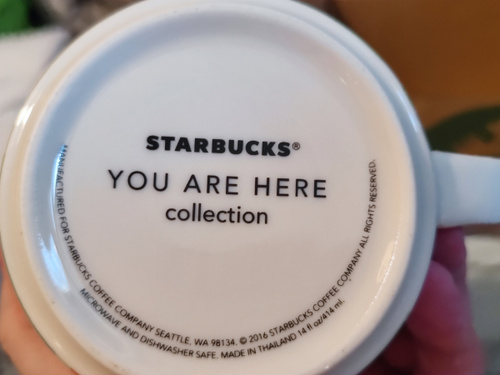 STARBUCKS®
YOU ARE HERE
collection
MANUFACTURED FOR STARBUCKS COFFEE COMPANY SEATTLE, WA 98134. © 2016 STARBUCKS COFFEE COMPANY ALL RIGHTS RESERVED.
MICROWAVE AND DISHWASHER SAFE. MADE IN THAILAND 14 fl oz/414 ml.